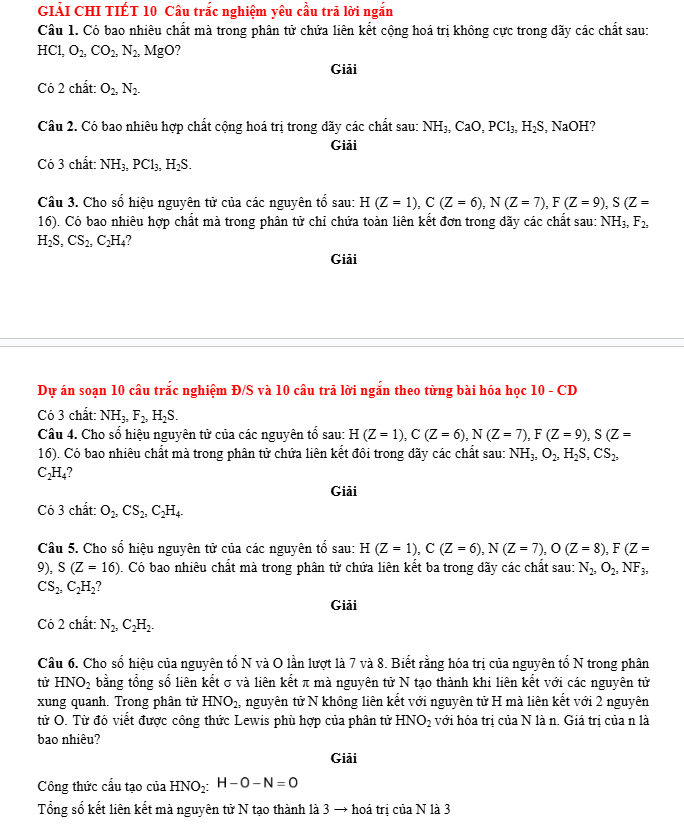 GIẢI CHI TIẾT 10 Câu trắc nghiệm yêu cầu trả lời ngắn
Câu 1. Có bao nhiêu chất mà trong phân tử chứa liên kết cộng hoá trị không cực trong dãy các chất sau:
HCl, O₂, CO₂, N₂, MgO?
Giải
Có 2 chất: O₂, N₂.
Câu 2. Có bao nhiêu hợp chất cộng hoá trị trong dãy các chất sau: NH₃, CaO, PCl₃, H₂S, NaOH?
Giải
Có 3 chất: NH₃, PCl₃, H₂S.
Câu 3. Cho số hiệu nguyên tử của các nguyên tố sau: H (Z = 1), C (Z = 6), N (Z = 7), F (Z = 9), S (Z =
16). Có bao nhiêu hợp chất mà trong phân tử chỉ chứa toàn liên kết đơn trong dãy các chất sau: NH₃, F₂,
H₂S, CS₂, C₂H₄?
Giải
Dự án soạn 10 câu trắc nghiệm Đ/S và 10 câu trả lời ngắn theo từng bài hóa học 10 - CD
Có 3 chất: NH₃, F₂, H₂S.
Câu 4. Cho số hiệu nguyên tử của các nguyên tố sau: H (Z = 1), C (Z = 6), N (Z = 7), F (Z = 9), S (Z =
16). Có bao nhiêu chất mà trong phân tử chứa liên kết đôi trong dãy các chất sau: NH₃, O₂, H₂S, CS₂,
C₂H₄?
Giải
Có 3 chất: O₂, CS₂, C₂H₄.
Câu 5. Cho số hiệu nguyên tử của các nguyên tố sau: H (Z = 1), C (Z = 6), N (Z = 7), O (Z = 8), F (Z =
9), S (Z = 16). Có bao nhiêu chất mà trong phân tử chứa liên kết ba trong dãy các chất sau: N₂, O₂, NF₃,
CS₂, C₂H₂?
Giải
Có 2 chất: N₂, C₂H₂.
Câu 6. Cho số hiệu của nguyên tố N và O lần lượt là 7 và 8. Biết rằng hóa trị của nguyên tố N trong phân
tử HNO₂ bằng tổng số liên kết σ và liên kết π mà nguyên tử N tạo thành khi liên kết với các nguyên tử
xung quanh. Trong phân tử HNO₂, nguyên tử N không liên kết với nguyên tử H mà liên kết với 2 nguyên
tử O. Từ đó viết được công thức Lewis phù hợp của phân tử HNO₂ với hóa trị của N là n. Giá trị của n là
bao nhiêu?
Giải
Công thức cấu tạo của HNO₂: H−O−N=O
Tổng số kết liên kết mà nguyên tử N tạo thành là 3 → hoá trị của N là 3